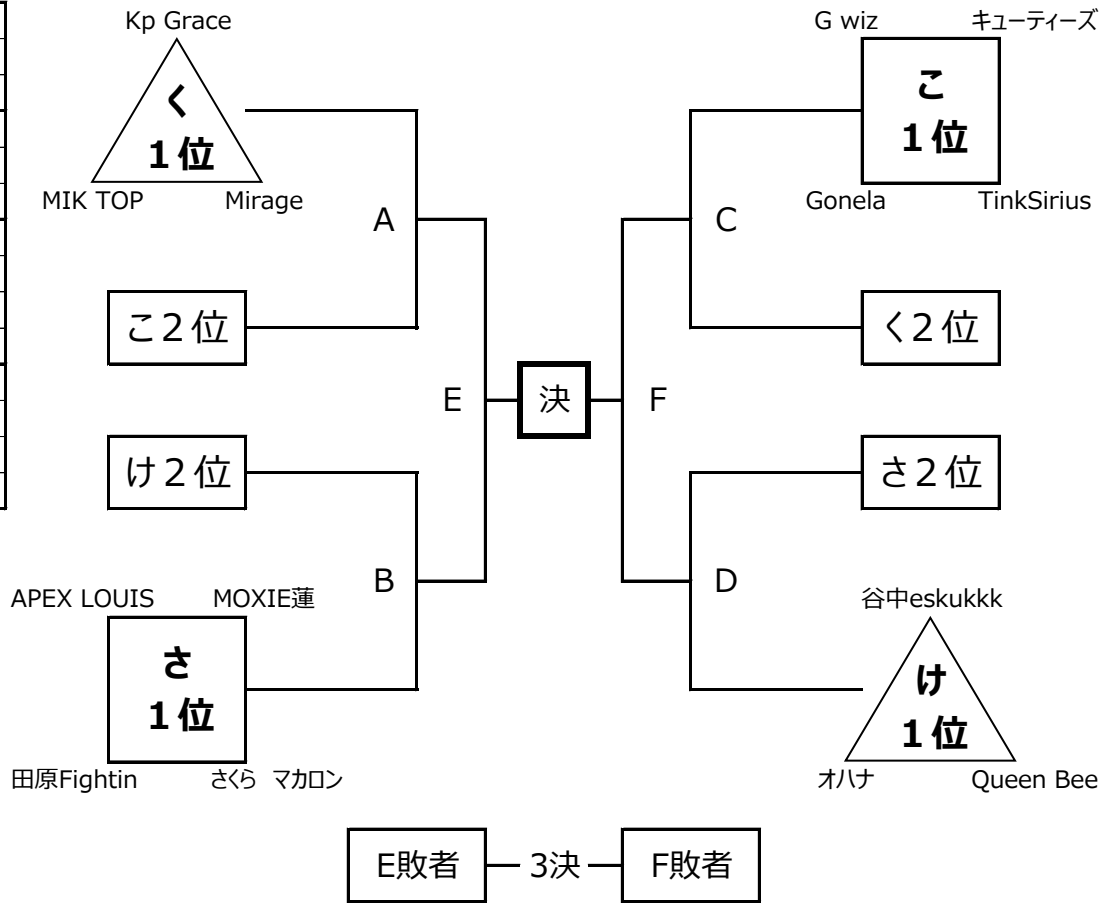 Kp Grace
く
1位
MIK TOP
Mirage
A
こ2位
E
け2位
B
APEX LOUIS
MOXIE蓮
さ
1位
田原Fightin
さくら マカロン
決
G wiz
キューティーズ
こ
1位
Gonela
TinkSirius
C
く2位
F
さ2位
D
谷中eskukkk
け
1位
オハナ
Queen Bee
E敗者
3決
F敗者